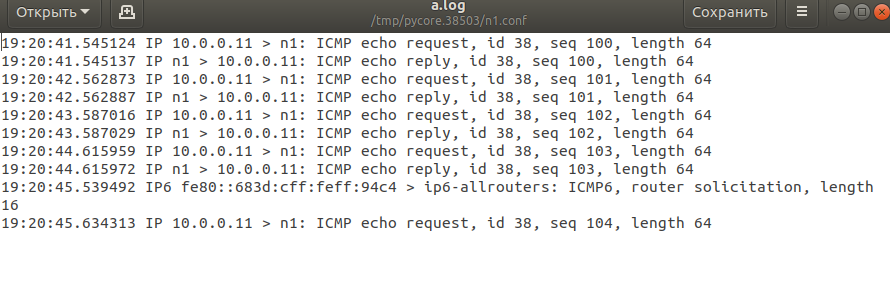 Открыть
a.log
/tmp/pycore.38503/n1.conf
Сохранить
19:20:41.545124 IP 10.0.0.11 > n1: ICMP echo request, id 38, seq 100, length 64
19:20:41.545137 IP n1 > 10.0.0.11: ICMP echo reply, id 38, seq 100, length 64
19:20:42.562873 IP 10.0.0.11 > n1: ICMP echo request, id 38, seq 101, length 64
19:20:42.562887 IP n1 > 10.0.0.11: ICMP echo reply, id 38, seq 101, length 64
19:20:43.587016 IP 10.0.0.11 > n1: ICMP echo request, id 38, seq 102, length 64
19:20:43.587029 IP n1 > 10.0.0.11: ICMP echo reply, id 38, seq 102, length 64
19:20:44.615959 IP 10.0.0.11 > n1: ICMP echo request, id 38, seq 103, length 64
19:20:44.615972 IP n1 > 10.0.0.11: ICMP echo reply, id 38, seq 103, length 64
19:20:45.539492 IP6 fe80::683d:cff:feff:94c4 > ip6-allrouters: ICMP6, router solicitation, length
16
19:20:45.634313 IP 10.0.0.11 > n1: ICMP echo request, id 38, seq 104, length 64